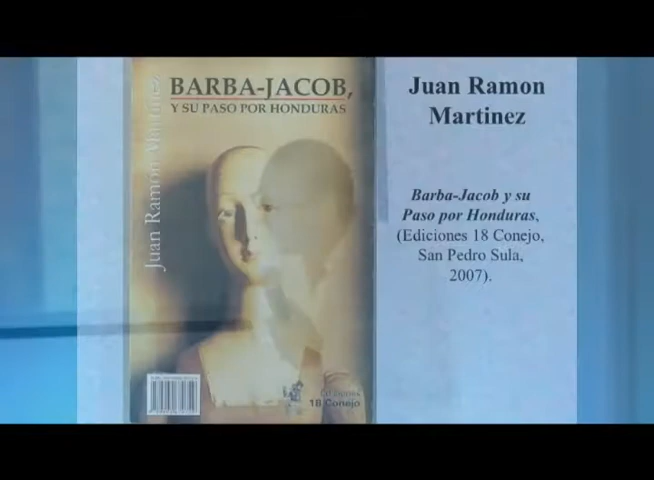 BARBA-JACOB,
Y SU PASO POR HONDURAS
Juan Ramon Martinez
18 Conejo
Juan Ramon
Martinez
Barba-Jacob y su
Paso por Honduras,
(Ediciones 18 Conejo,
San Pedro Sula,
2007).